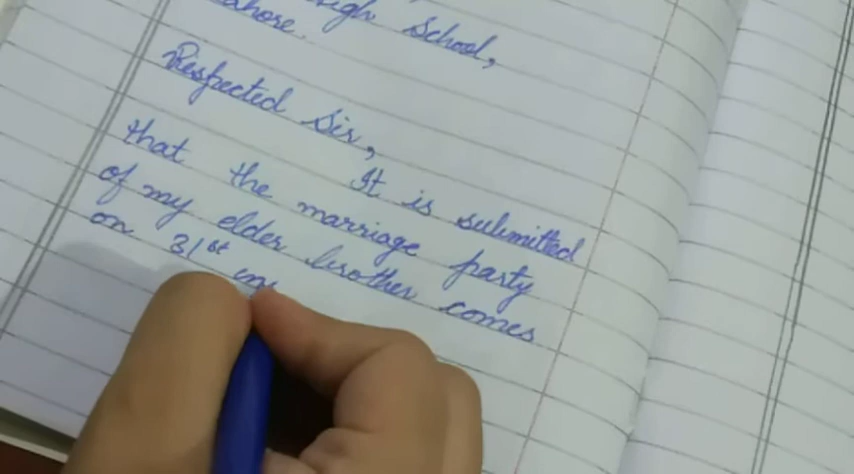 High School,
Lahore.
Respected Sir,
It is submitted
that the marriage party
of my elder brother comes
on 31st